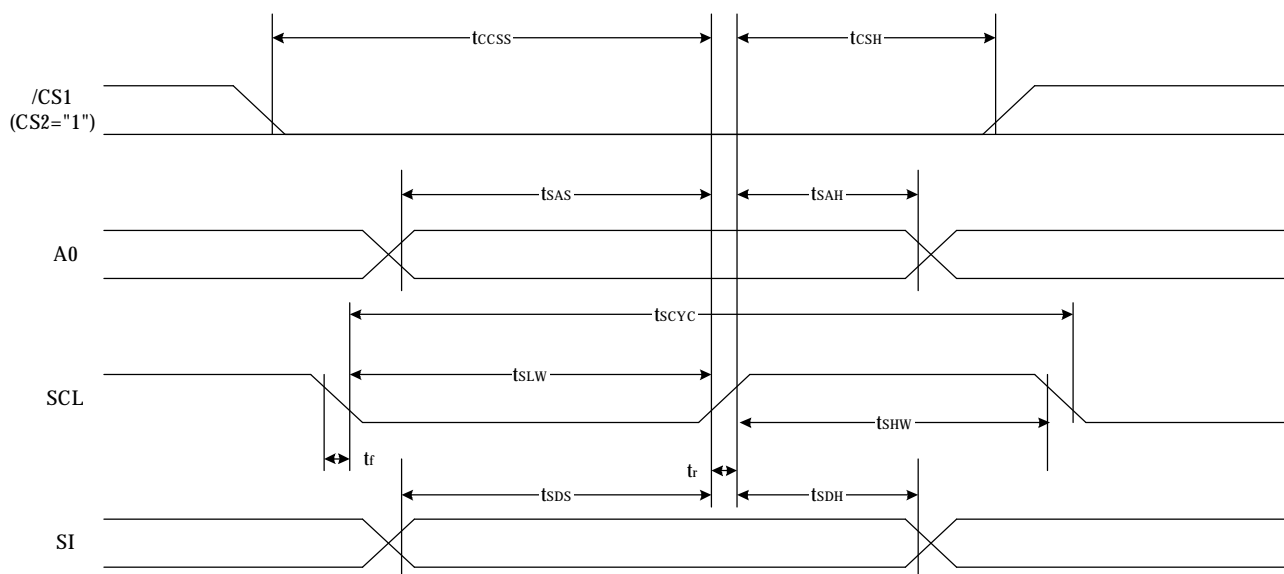 tCCSS tCSH
/CS1
(CS2="1")
tSAS tSAH
A0
tSCYC
tSLW
SCL
tSHW
tf tr
tSDS tSDH
SI